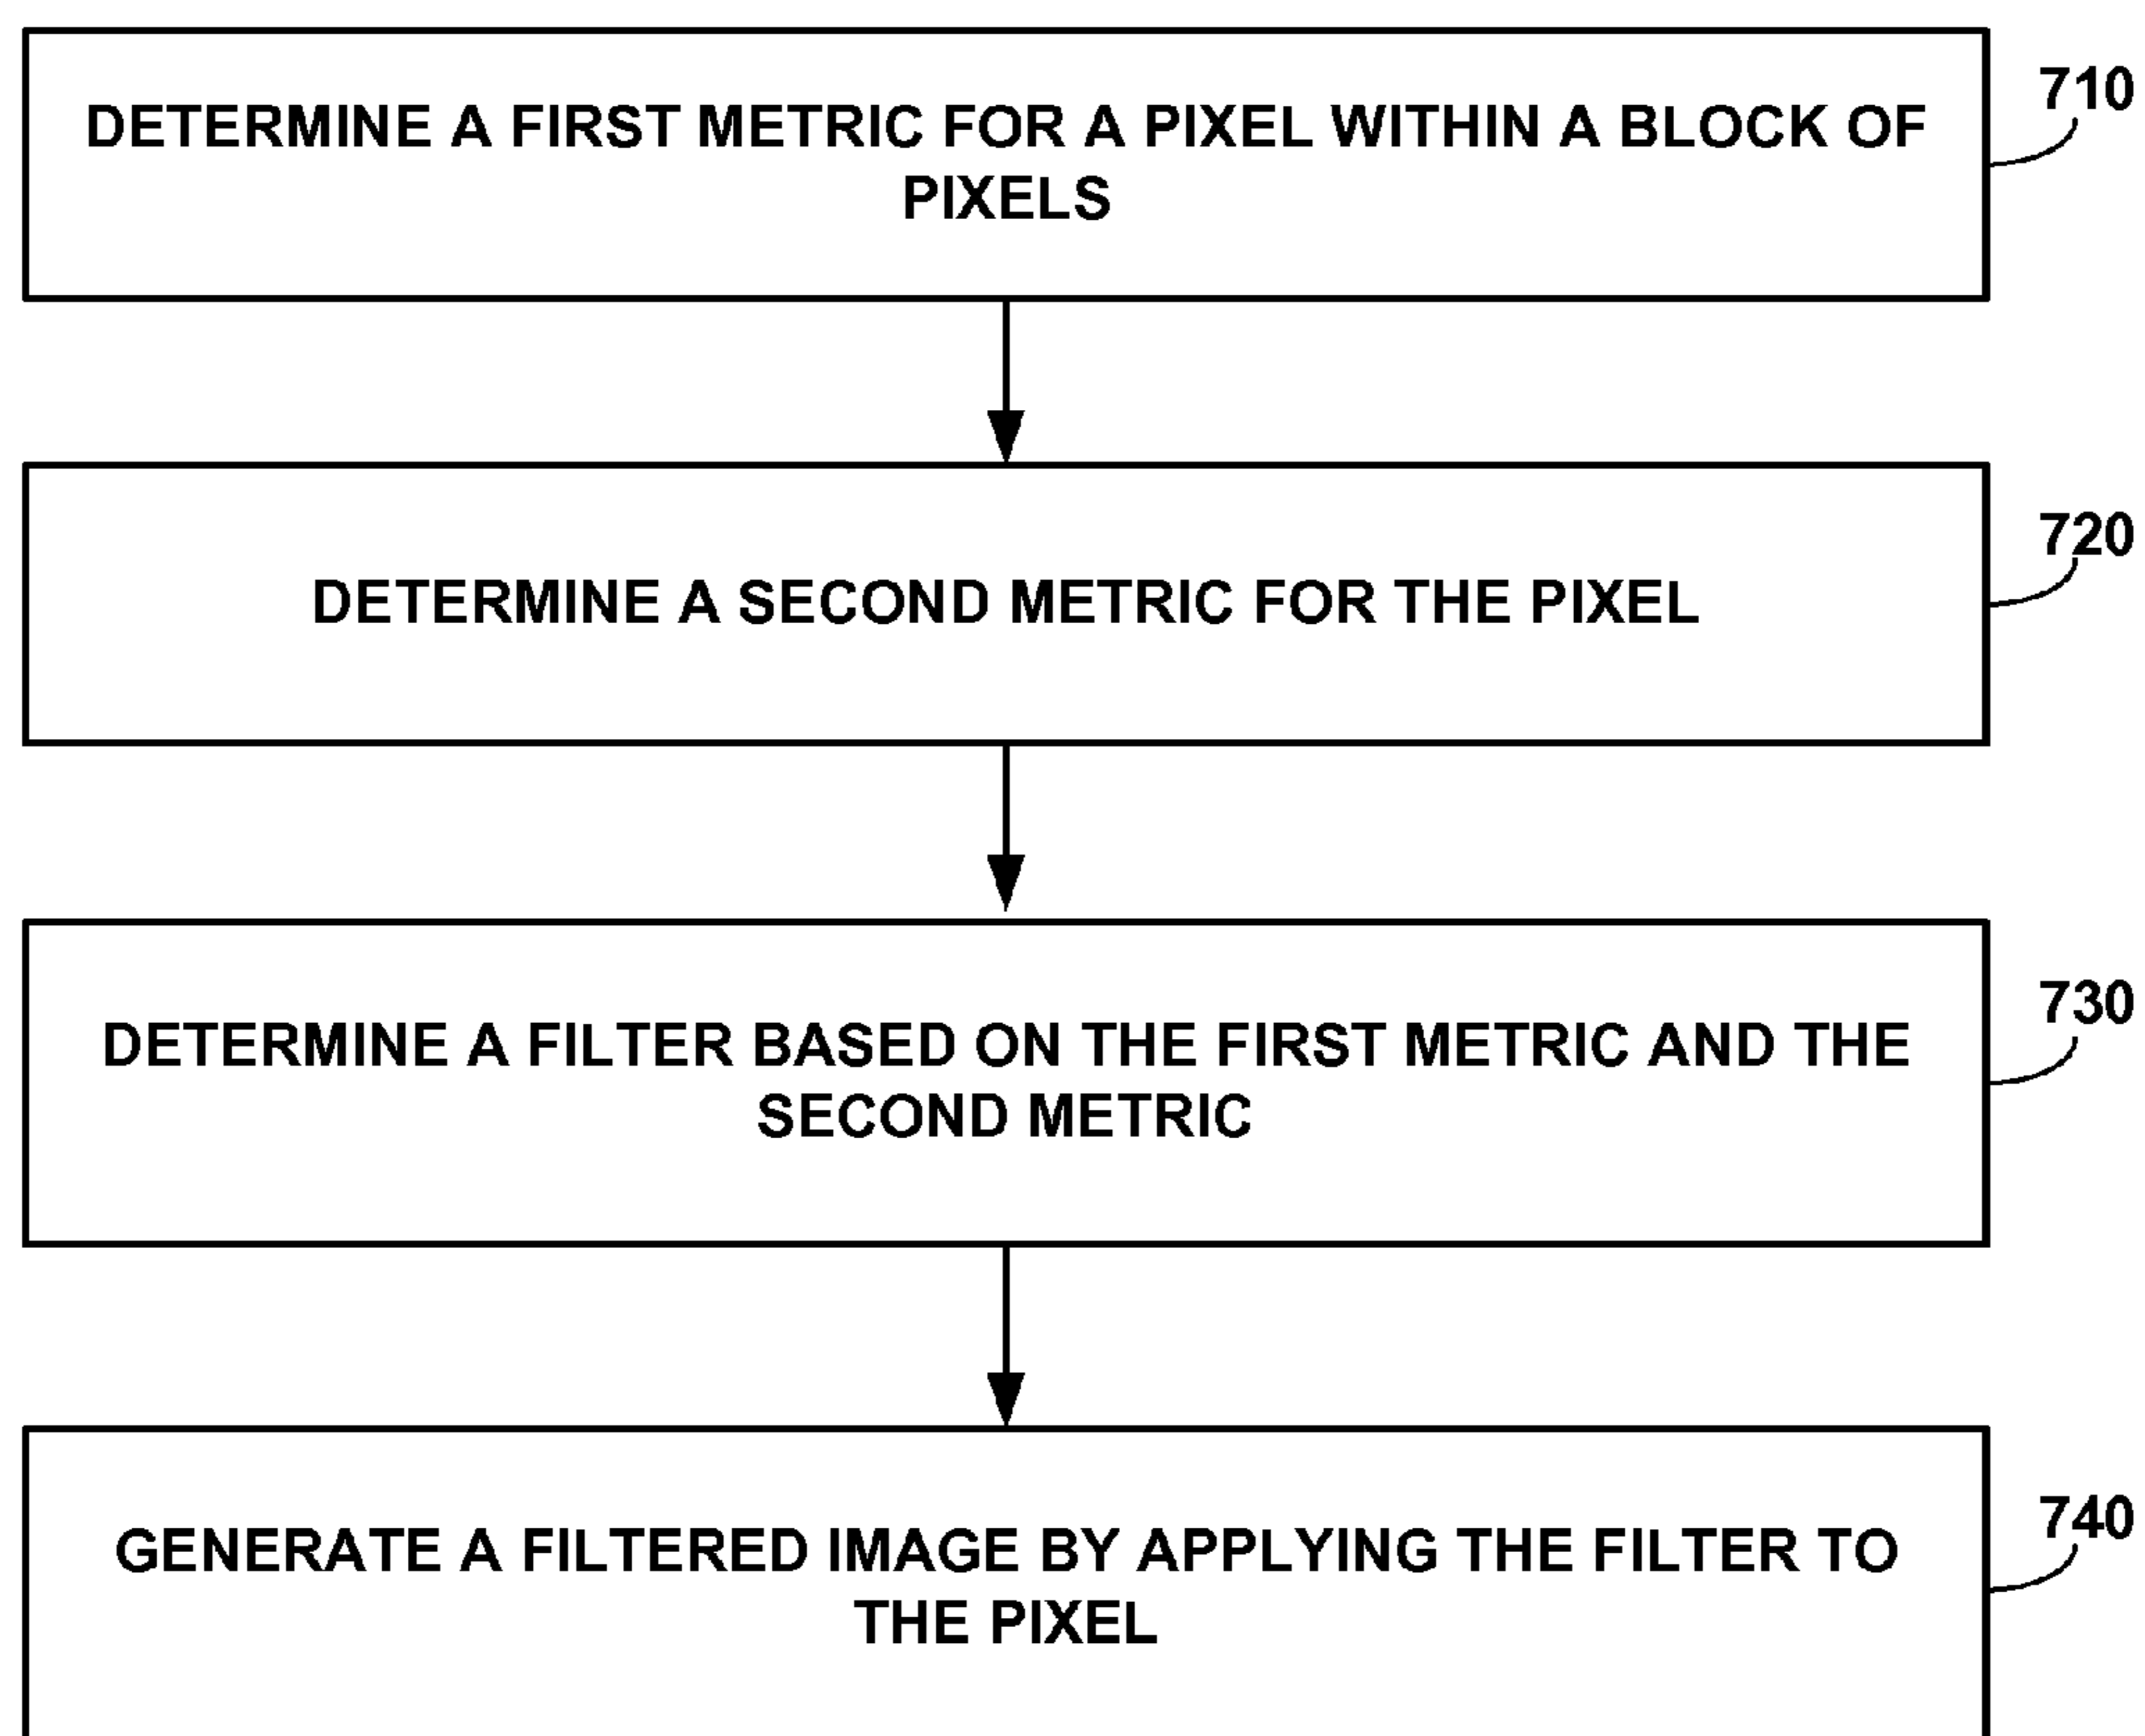 710
DETERMINE A FIRST METRIC FOR A PIXEL WITHIN A BLOCK OF
PIXELS
720
DETERMINE A SECOND METRIC FOR THE PIXEL
730
DETERMINE A FILTER BASED ON THE FIRST METRIC AND THE
SECOND METRIC
740
GENERATE A FILTERED IMAGE BY APPLYING THE FILTER TO
THE PIXEL